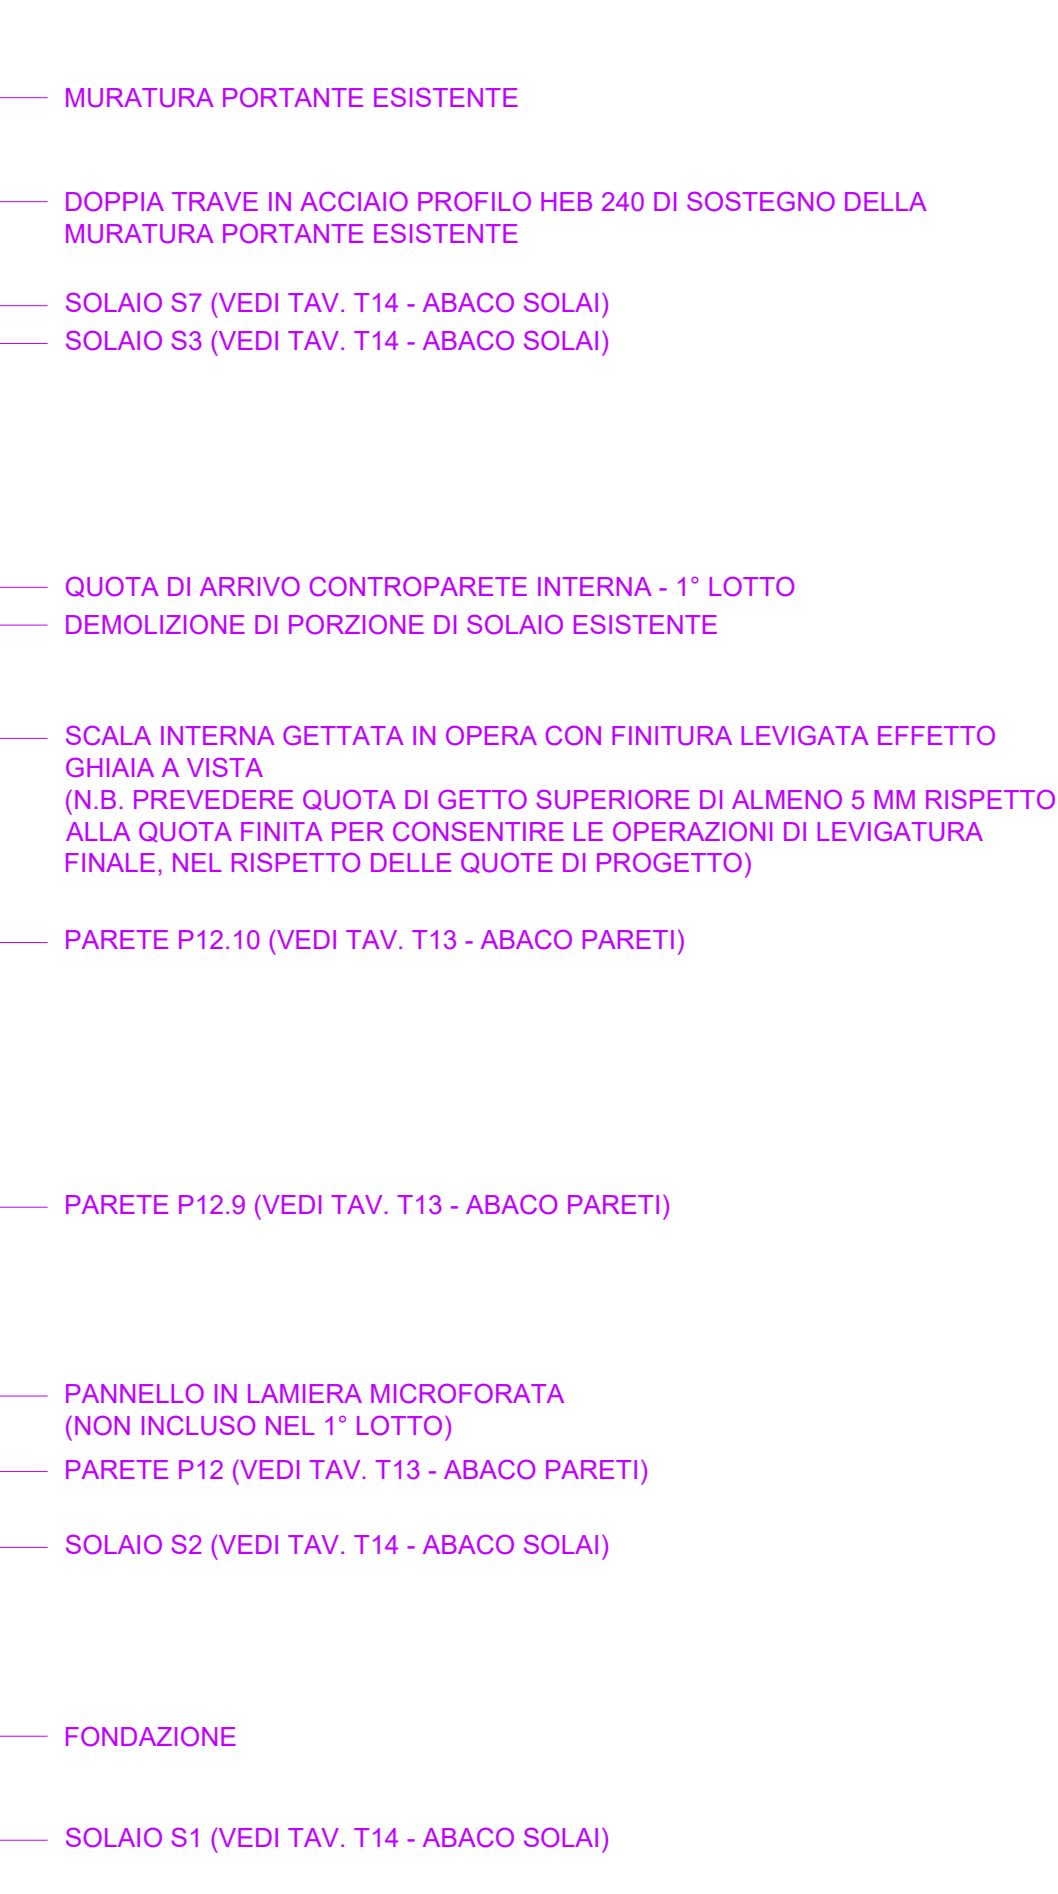 MURATURA PORTANTE ESISTENTE
DOPPIA TRAVE IN ACCIAIO PROFILO HEB 240 DI SOSTEGNO DELLA
MURATURA PORTANTE ESISTENTE
SOLAIO S7 (VEDI TAV. T14 - ABACO SOLAI)
SOLAIO S3 (VEDI TAV. T14 - ABACO SOLAI)
QUOTA DI ARRIVO CONTROPARETE INTERNA - 1° LOTTO
DEMOLIZIONE DI PORZIONE DI SOLAIO ESISTENTE
SCALA INTERNA GETTATA IN OPERA CON FINITURA LEVIGATA EFFETTO
GHIAIA A VISTA
(N.B. PREVEDERE QUOTA DI GETTO SUPERIORE DI ALMENO 5 MM RISPETTO
ALLA QUOTA FINITA PER CONSENTIRE LE OPERAZIONI DI LEVIGATURA
FINALE, NEL RISPETTO DELLE QUOTE DI PROGETTO)
PARETE P12.10 (VEDI TAV. T13 - ABACO PARETI)
PARETE P12.9 (VEDI TAV. T13 - ABACO PARETI)
PANNELLO IN LAMIERA MICROFORATA
(NON INCLUSO NEL 1° LOTTO)
PARETE P12 (VEDI TAV. T13 - ABACO PARETI)
SOLAIO S2 (VEDI TAV. T14 - ABACO SOLAI)
FONDAZIONE
SOLAIO S1 (VEDI TAV. T14 - ABACO SOLAI)